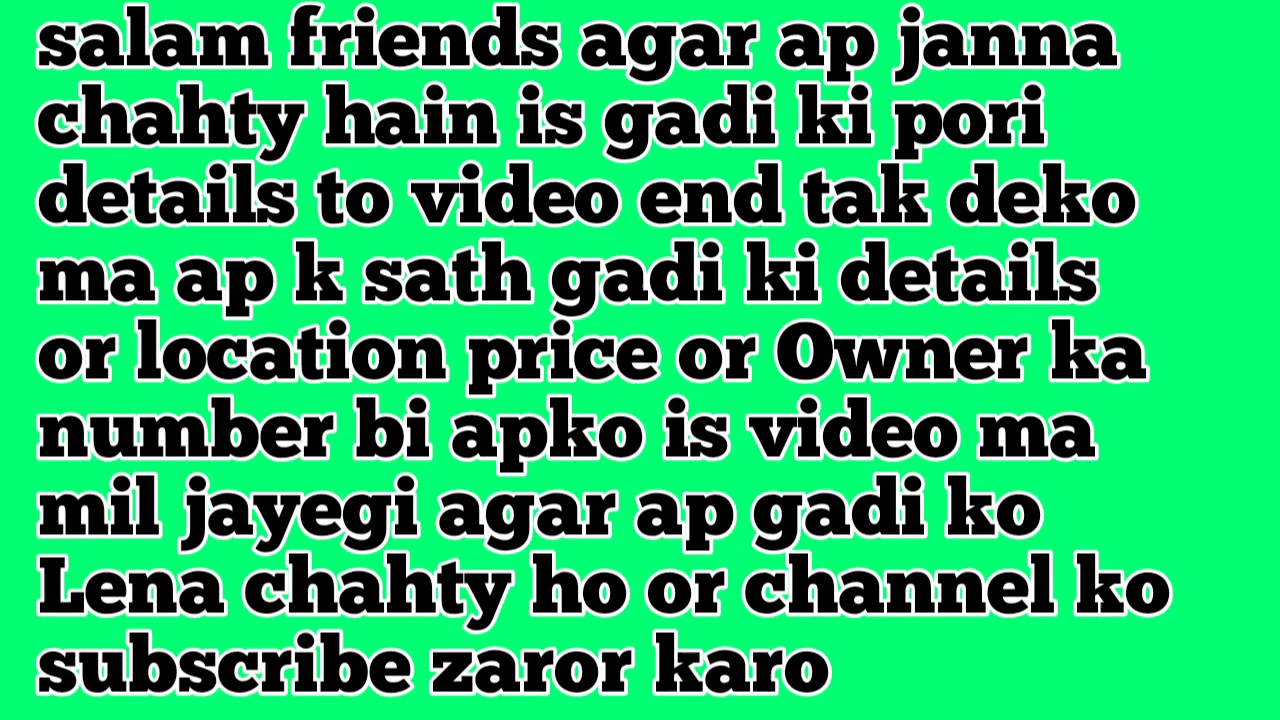 salam friends agar ap janna
chahty hain is gadi ki pori
details to video end tak deko
ma ap k sath gadi ki details
or location price or Owner ka
number bi apko is video ma
mil jayegi agar ap gadi ko
Lena chahty ho or channel ko
subscribe zaror karo